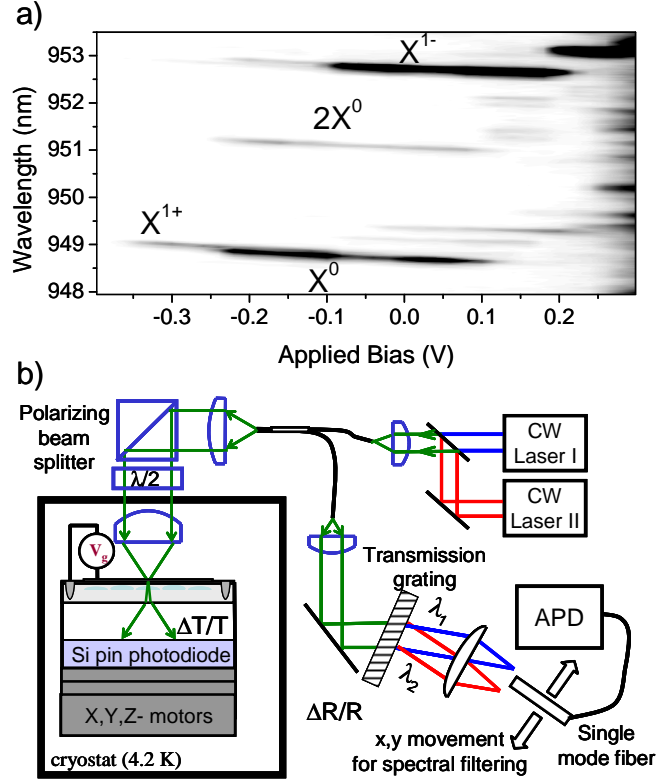 a)
953
952
951
950
949
948
Wavelength (nm)
X1-
2X0
X1+
X0
-0.3
-0.2
-0.1
0.0
0.1
0.2
Applied Bias (V)
b)
Polarizing
beam
splitter
λ/2
CW
Laser I
CW
Laser II
Vg
ΔT/T
Si pin photodiode
X,Y,Z- motors
cryostat (4.2 K)
Transmission
grating
λ1
λ2
ΔR/R
APD
x,y movement
for spectral filtering
Single
mode fiber